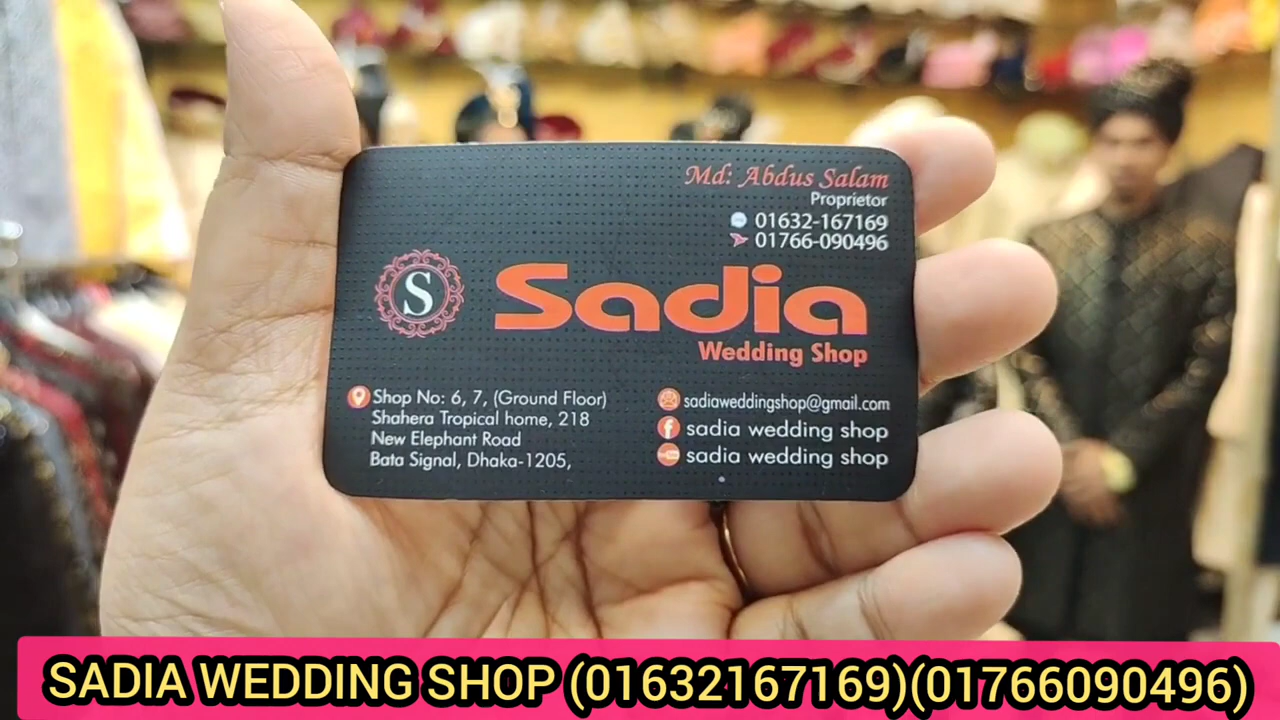 Md: Abdus Salam
Proprietor
01632-167169
01766-090496
S
Sadia
Wedding Shop
Shop No: 6, 7, (Ground Floor)
Shahera Tropical home, 218
New Elephant Road
Bata Signal, Dhaka-1205,
sadiaweddingshop@gmail.com
sadia wedding shop
sadia wedding shop
SADIA WEDDING SHOP (01632167169)(01766090496)